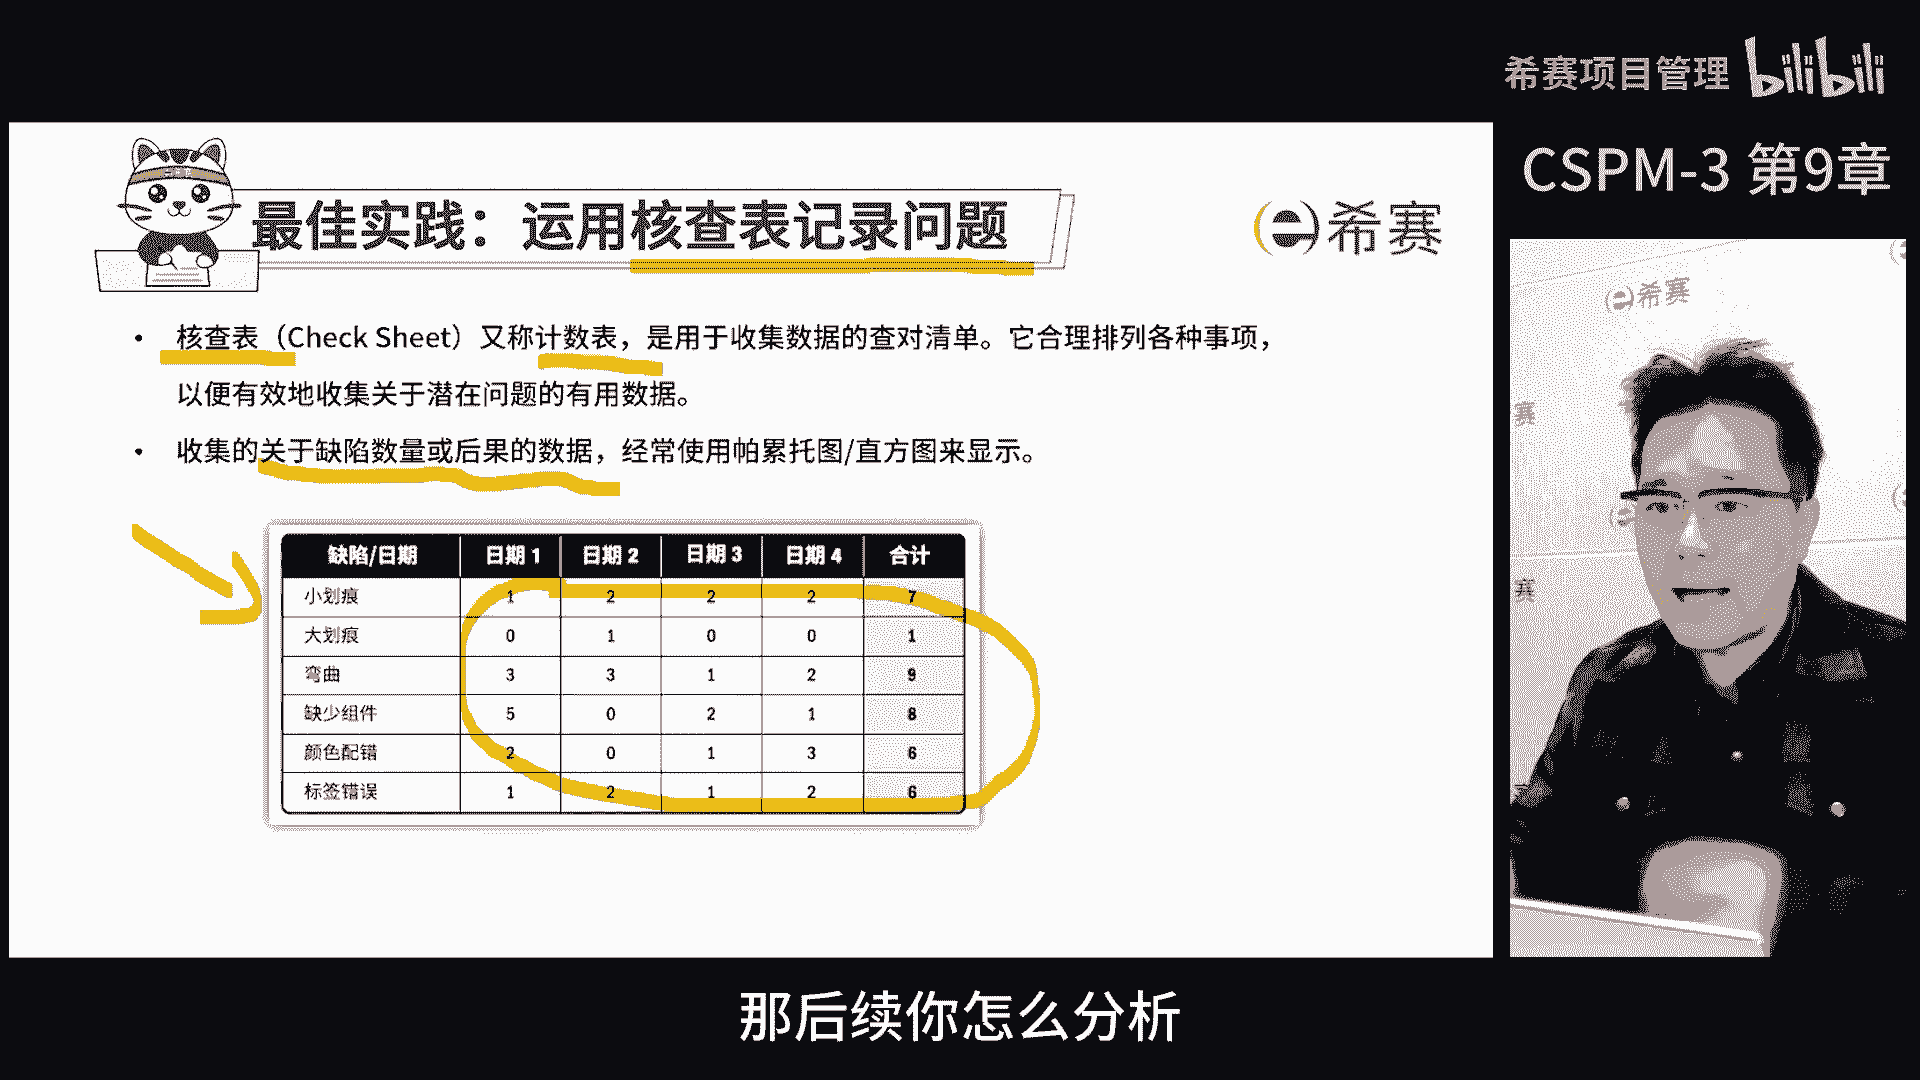 希赛项目管理 bilibili
CSPM-3 第9章
最佳实践：运用核查表记录问题
e希赛
• 核查表（Check Sheet）又称计数表，是用于收集数据的查对清单。它合理排列各种事项，
以便有效地收集关于潜在问题的有用数据。
• 收集的关于缺陷数量或后果的数据，经常使用帕累托图/直方图来显示。
缺陷/日期 日期 1 日期 2 日期 3 日期 4 合计
小划痕 1 2 2 2 7
大划痕 0 1 0 0 1
弯曲 3 3 1 2 9
缺少组件 5 0 2 1 8
颜色配错 2 0 1 3 6
标签错误 1 2 1 2 6
e希赛
赛
赛
那后续你怎么分析